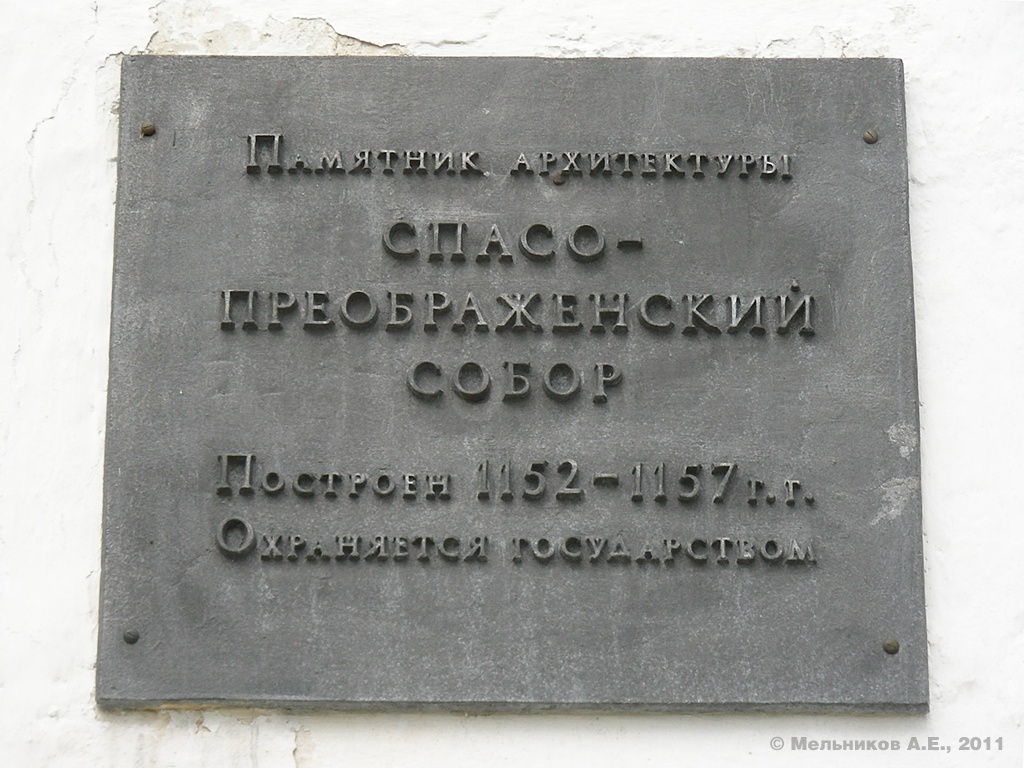 Памятник архитектуры
СПАСО-
ПРЕОБРАЖЕНСКИЙ
СОБОР
Построен 1152-1157 г.г.
Охраняется государством
© Мельников А.Е., 2011